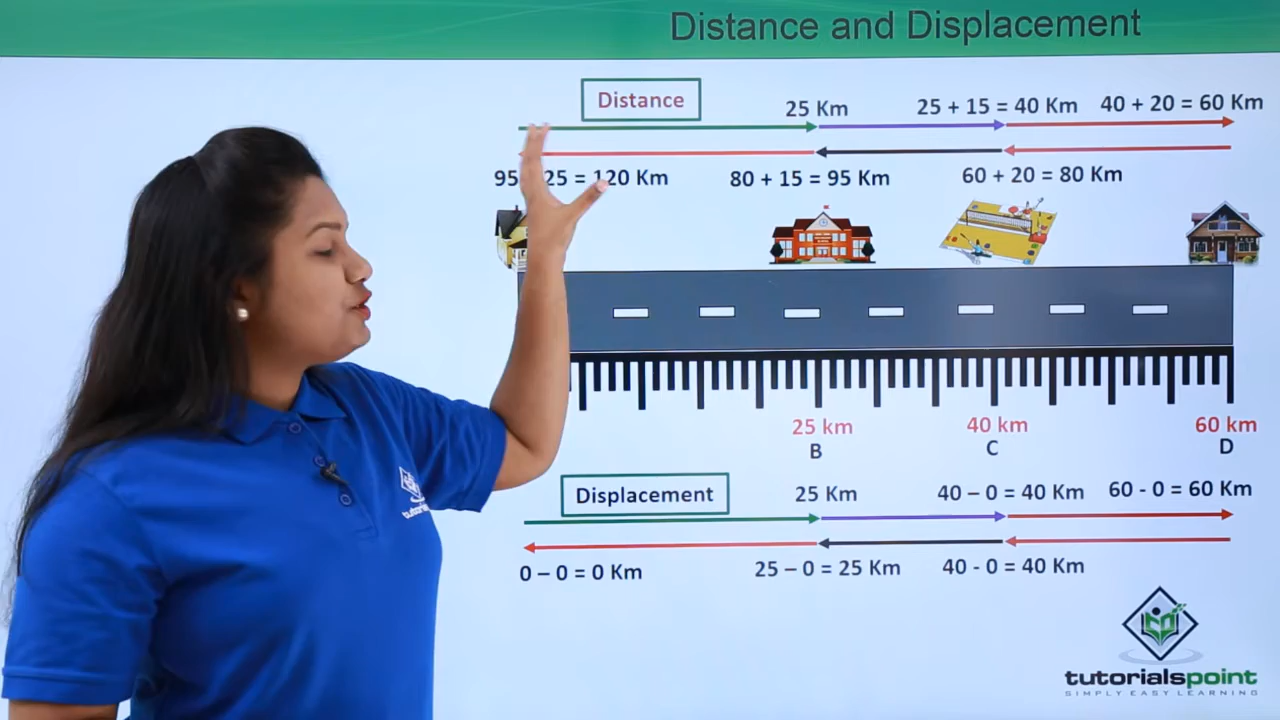 Distance and Displacement
Distance
25 Km
25 + 15 = 40 Km
40 + 20 = 60 Km
95 25 = 120 Km
80 + 15 = 95 Km
60 + 20 = 80 Km
25 km
40 km
60 km
B
C
D
Displacement
25 Km
40 – 0 = 40 Km
60 - 0 = 60 Km
0 – 0 = 0 Km
25 – 0 = 25 Km
40 - 0 = 40 Km
tutorialspoint
SIMPLY EASY LEARNING